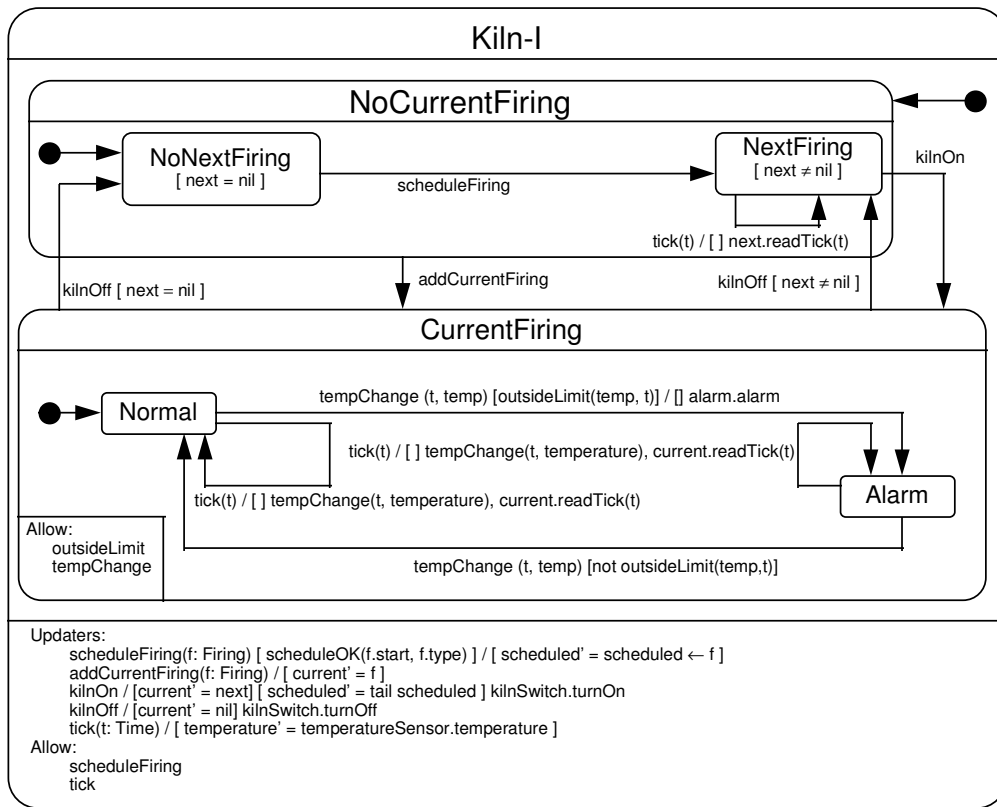 Kiln-I
NoCurrentFiring
NoNextFiring
[ next = nil ]
scheduleFiring
NextFiring
[ next ≠ nil ]
kilnOn
tick(t) / [ ] next.readTick(t)
kilnOff [ next = nil ]
addCurrentFiring
kilnOff [ next ≠ nil ]
CurrentFiring
Normal
tempChange (t, temp) [outsideLimit(temp, t)] / [] alarm.alarm
tick(t) / [ ] tempChange(t, temperature), current.readTick(t)
tick(t) / [ ] tempChange(t, temperature), current.readTick(t)
Alarm
Allow:
outsideLimit
tempChange
tempChange (t, temp) [not outsideLimit(temp,t)]
Updaters:
scheduleFiring(f: Firing) [ scheduleOK(f.start, f.type) ] / [ scheduled' = scheduled ← f ]
addCurrentFiring(f: Firing) / [ current' = f ]
kilnOn / [current' = next] [ scheduled' = tail scheduled ] kilnSwitch.turnOn
kilnOff / [current' = nil] kilnSwitch.turnOff
tick(t: Time) / [ temperature' = temperatureSensor.temperature ]
Allow:
scheduleFiring
tick